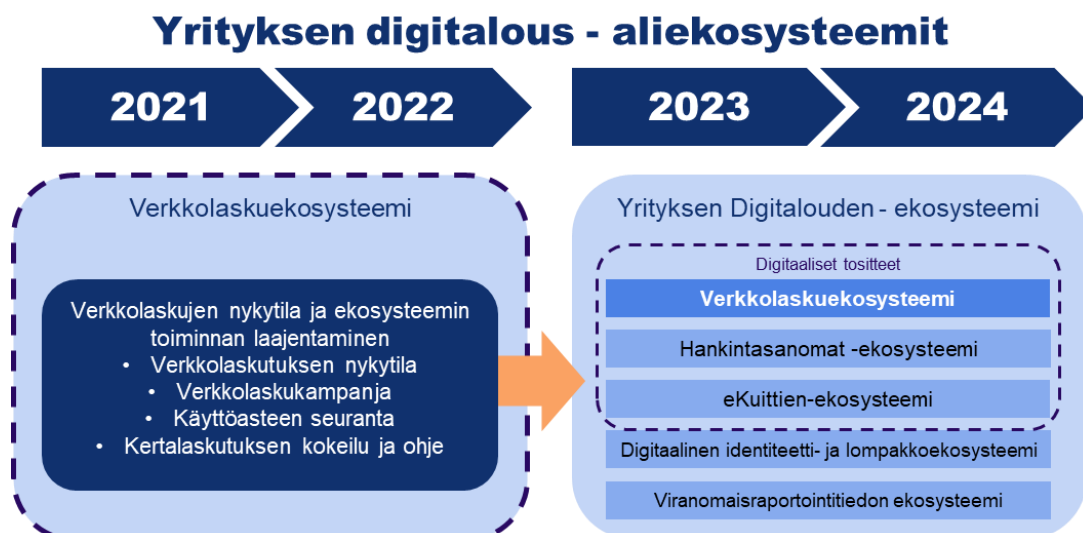 Yrityksen digitalous - aliekosysteemit
2021
2022
2023
2024
Verkkolaskuekosysteemi
Verkkolaskujen nykytila ja ekosysteemin
toiminnan laajentaminen
• Verkkolaskutuksen nykytila
• Verkkolaskukampanja
• Käyttöasteen seuranta
• Kertalaskutuksen kokeilu ja ohje
Yrityksen Digitalouden - ekosysteemi
Digitaaliset tositteet
Verkkolaskuekosysteemi
Hankintasanomat -ekosysteemi
eKuittien-ekosysteemi
Digitaalinen identiteetti- ja lompakkoekosysteemi
Viranomaisraportointitiedon ekosysteemi